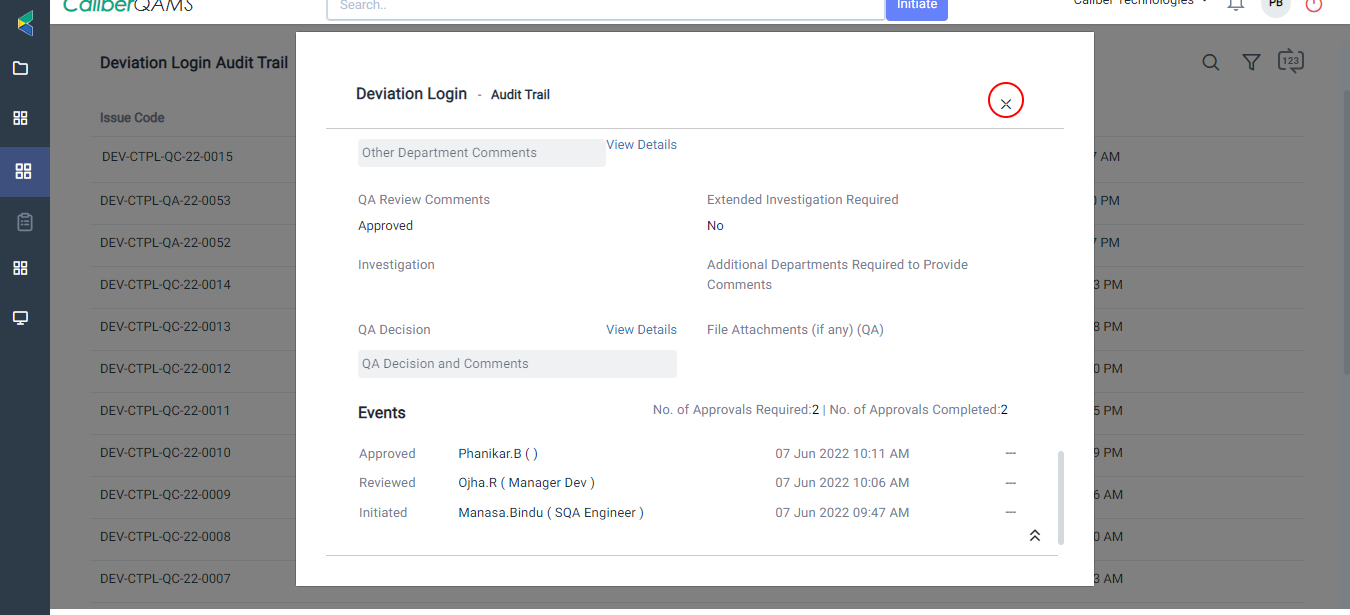 CaliberQAMS
Search..
Initiate
Caliber Technologies
PB
Deviation Login Audit Trail
123
Issue Code
DEV-CTPL-QC-22-0015
7 AM
DEV-CTPL-QA-22-0053
0 PM
DEV-CTPL-QA-22-0052
7 PM
DEV-CTPL-QC-22-0014
3 PM
DEV-CTPL-QC-22-0013
8 PM
DEV-CTPL-QC-22-0012
0 PM
DEV-CTPL-QC-22-0011
5 PM
DEV-CTPL-QC-22-0010
9 PM
DEV-CTPL-QC-22-0009
6 AM
DEV-CTPL-QC-22-0008
0 AM
DEV-CTPL-QC-22-0007
3 AM
Deviation Login - Audit Trail
Other Department Comments
View Details
QA Review Comments
Extended Investigation Required
Approved
No
Investigation
Additional Departments Required to Provide
Comments
QA Decision
View Details
File Attachments (if any) (QA)
QA Decision and Comments
Events
No. of Approvals Required:2 | No. of Approvals Completed:2
Approved Phanikar.B ( ) 07 Jun 2022 10:11 AM ---
Reviewed Ojha.R ( Manager Dev ) 07 Jun 2022 10:06 AM ---
Initiated Manasa.Bindu ( SQA Engineer ) 07 Jun 2022 09:47 AM ---